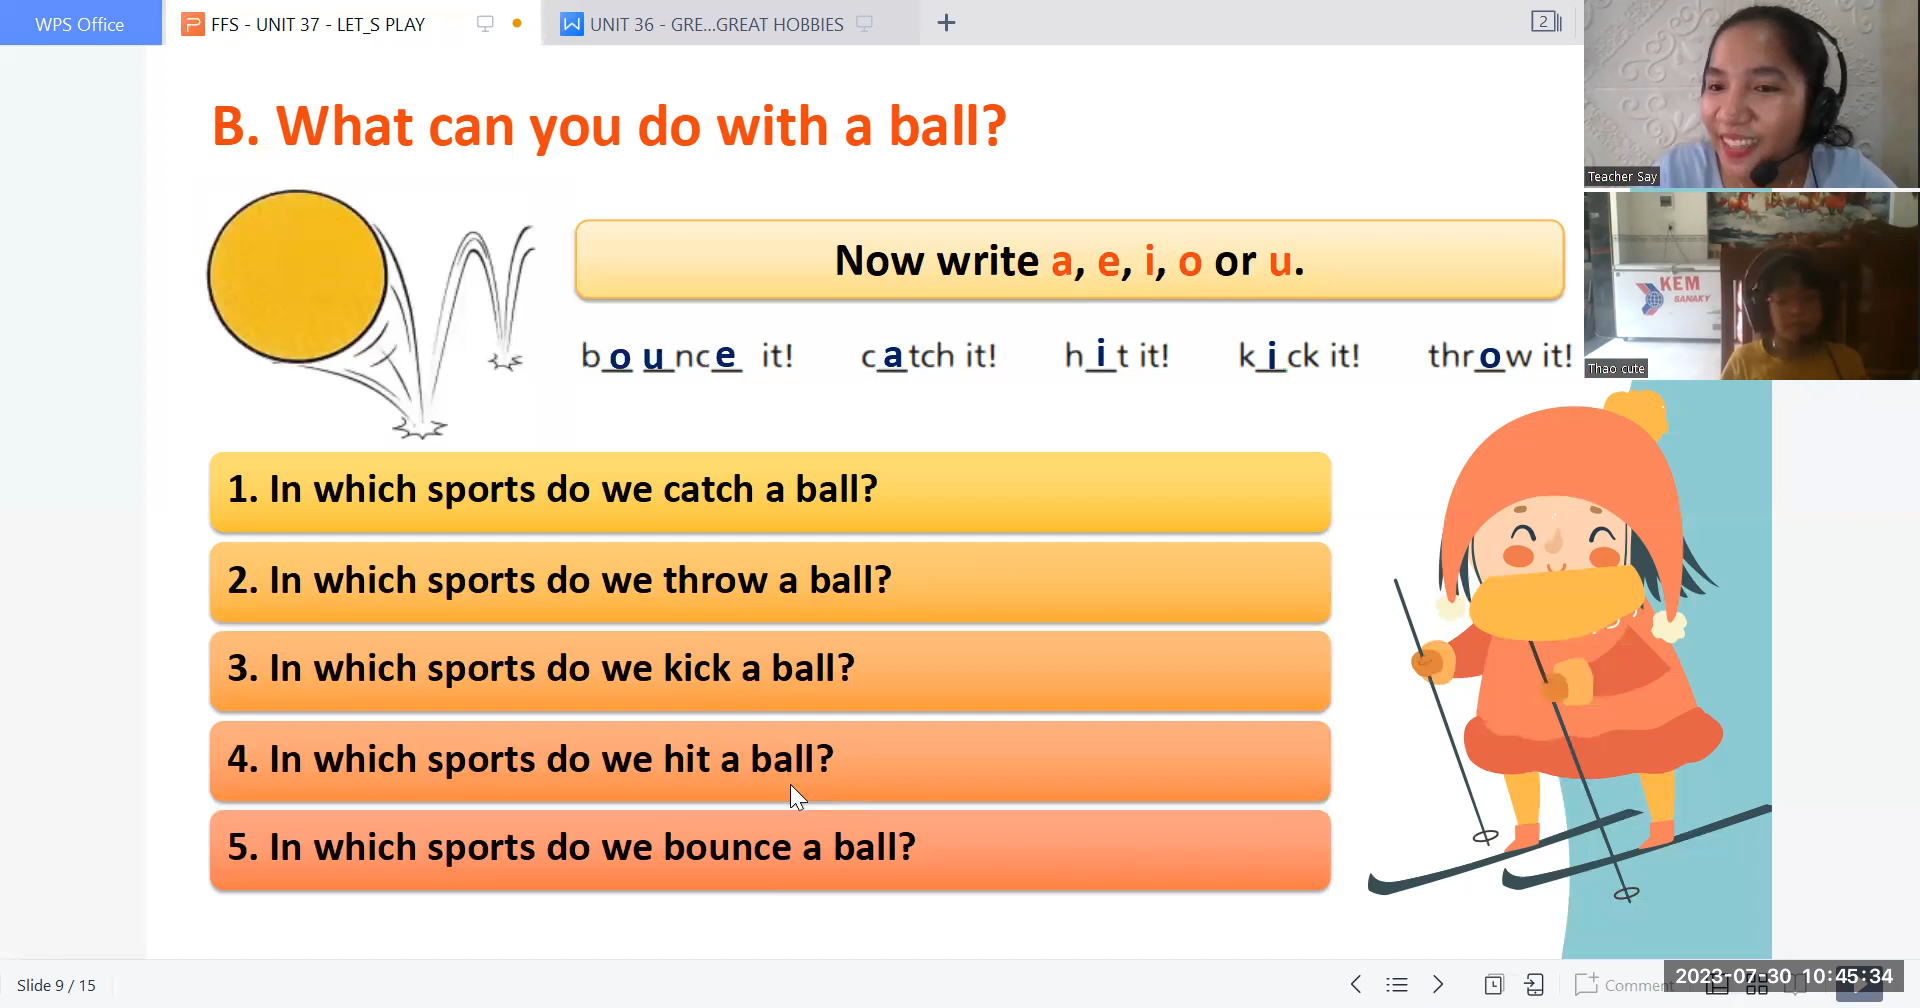 WPS Office
FFS - UNIT 37 - LET_S PLAY
UNIT 36 - GRE...GREAT HOBBIES
2
B. What can you do with a ball?
Teacher Say
Now write a, e, i, o or u.
KEM
SANAKY
bounce it! catch it! hit it! kick it! throw it!
Thao cute
1. In which sports do we catch a ball?
2. In which sports do we throw a ball?
3. In which sports do we kick a ball?
4. In which sports do we hit a ball?
5. In which sports do we bounce a ball?
Slide 9 / 15
Comment
2023-07-30 10:45:34